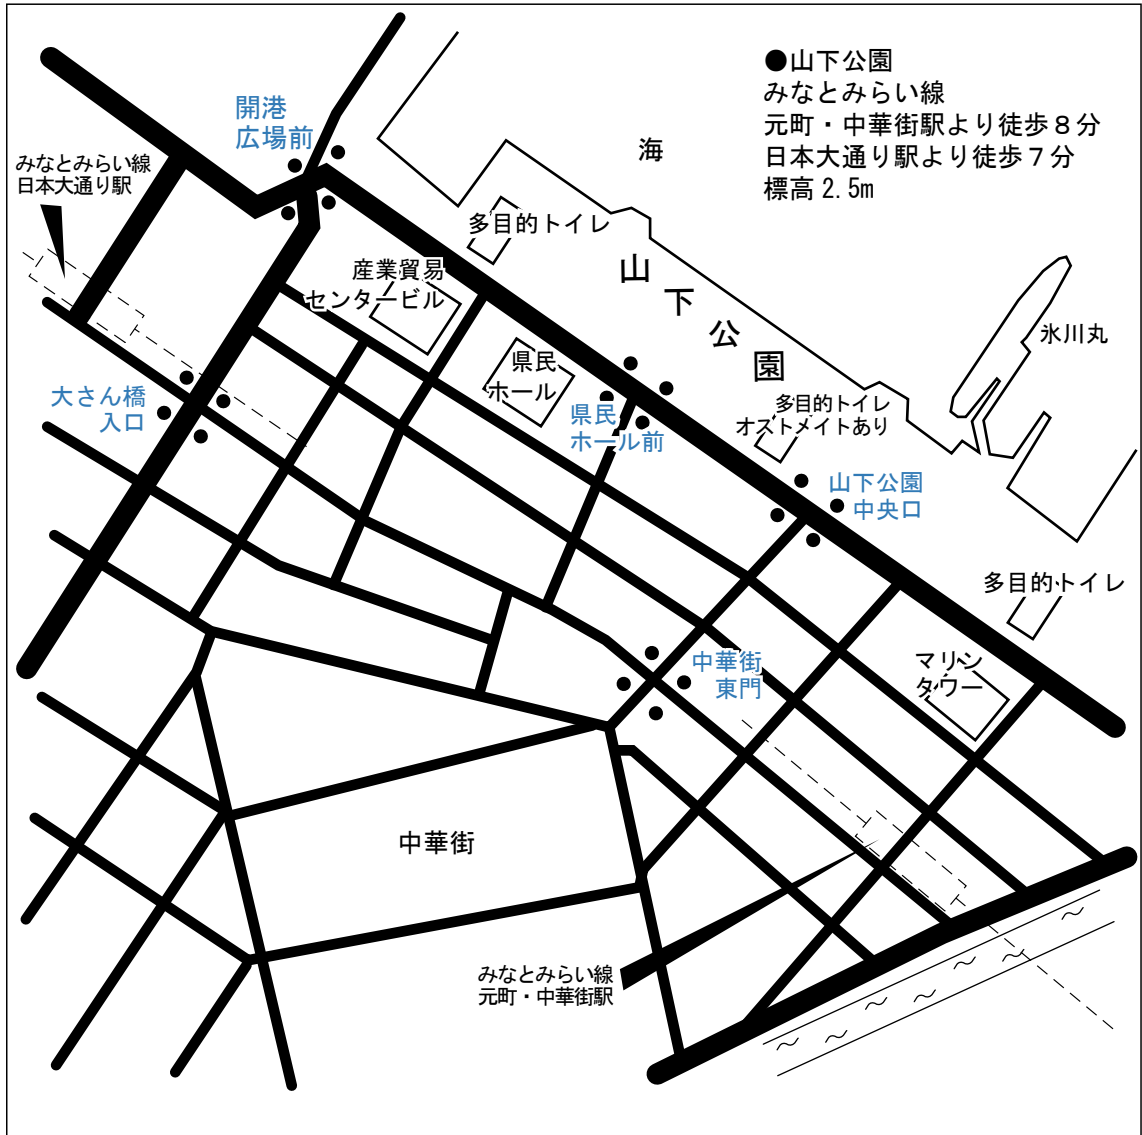 ●山下公園
みなとみらい線
元町・中華街駅より徒歩８分
日本大通り駅より徒歩７分
標高 2.5m
開港
広場前
みなとみらい線
日本大通り駅
海
多目的トイレ
産業貿易
センタービル
山下公園
氷川丸
県民
ホール
大さん橋
入口
県民
ホール前
多目的トイレ
オストメイトあり
山下公園
中央口
多目的トイレ
中華街
東門
マリン
タワー
中華街
みなとみらい線
元町・中華街駅